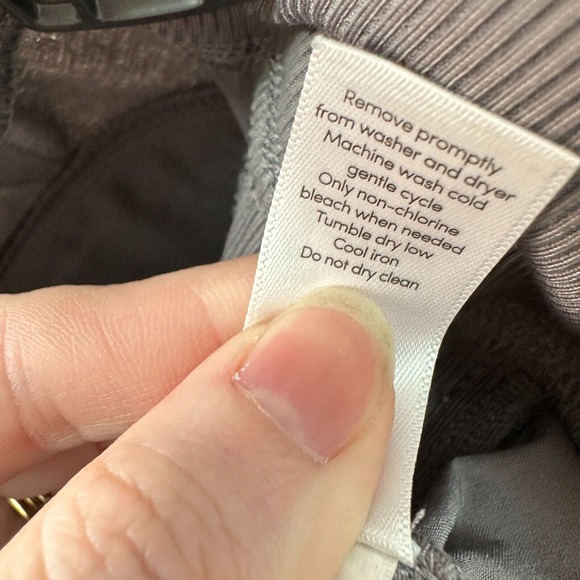 Remove promptly
from washer and dryer
Machine wash cold
gentle cycle
Only non-chlorine
bleach when needed
Tumble dry low
Cool iron
Do not dry clean